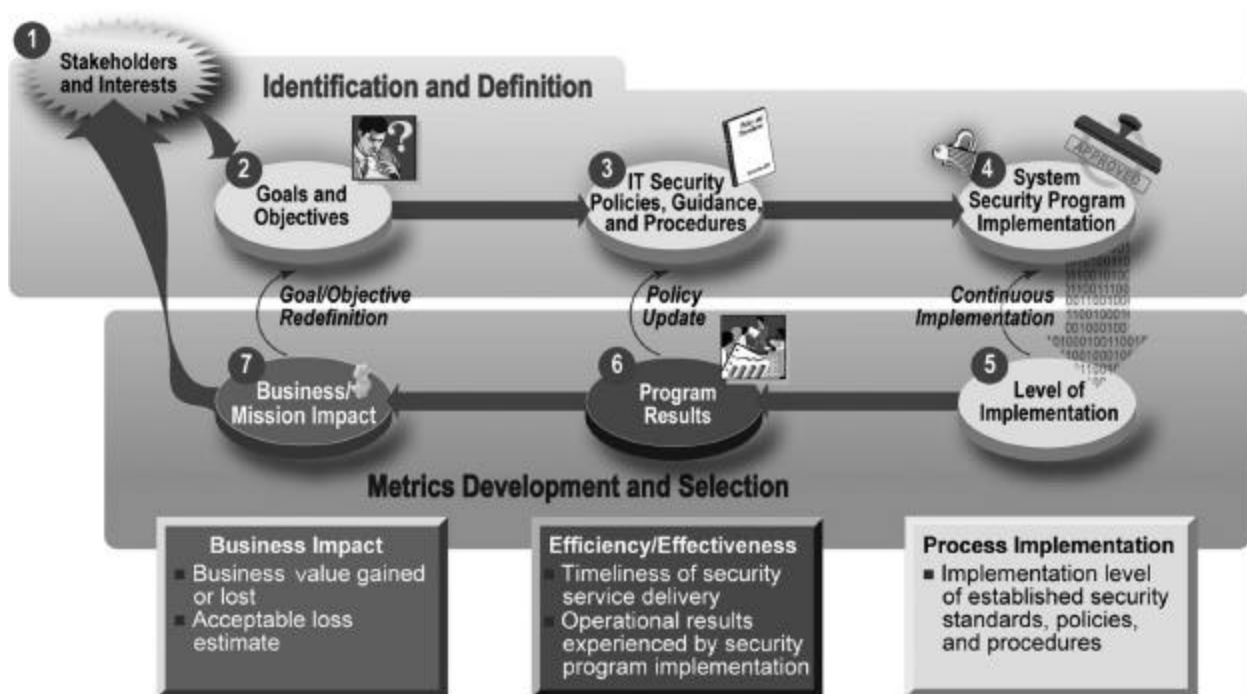 1
Stakeholders
and Interests
Identification and Definition
2
Goals and
Objectives
3
IT Security
Policies, Guidance,
and Procedures
4
System
Security Program
Implementation
APPROVED
Goal/Objective
Redefinition
Policy
Update
Continuous
Implementation
7
Business/
Mission Impact
6
Program
Results
5
Level of
Implementation
Metrics Development and Selection
Business Impact
■ Business value gained
or lost
■ Acceptable loss
estimate
Efficiency/Effectiveness
■ Timeliness of security
service delivery
■ Operational results
experienced by security
program implementation
Process Implementation
■ Implementation level
of established security
standards, policies,
and procedures